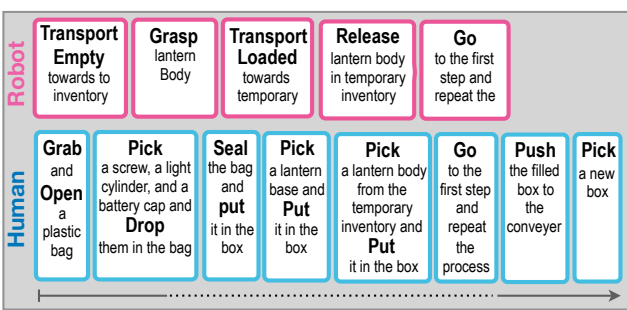 Robot
Transport
Empty
towards to
inventory
Grasp
lantern
Body
Transport
Loaded
towards
temporary
Release
lantern body
in temporary
inventory
Go
to the first
step and
repeat the
Human
Grab
and
Open
a
plastic
bag
Pick
a screw, a light
cylinder, and a
battery cap and
Drop
them in the bag
Seal
the bag
and
put
it in the
box
Pick
a lantern
base and
Put
it in the
box
Pick
a lantern body
from the
temporary
inventory and
Put
it in the box
Go
to the
first step
and
repeat
the
process
Push
the filled
box to
the
conveyer
Pick
a new
box